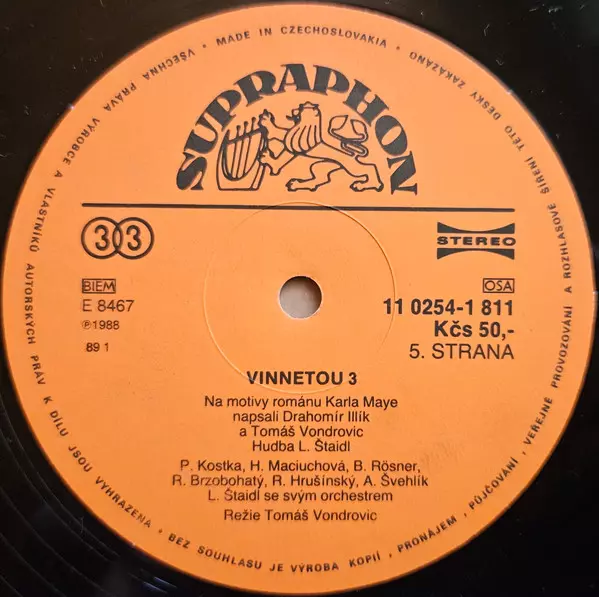 VŠECHNA PRÁVA VÝROBCE A VLASTNÍKŮ AUTORSKÝCH PRÁV K DÍLU JSOU VYHRAZENA • BEZ SOUHLASU JE VÝROBA KOPIÍ, PRONÁJEM, PŮJČOVÁNÍ, VEŘEJNÉ PROVOZOVÁNÍ A ROZHLASOVÉ ŠÍŘENÍ TÉTO DESKY ZAKÁZÁNO • MADE IN CZECHOSLOVAKIA •
SUPRAPHON
33
STEREO
BIEM
OSA
E 8467
11 0254-1 811
℗1988
Kčs 50,-
89 1
5. STRANA
VINNETOU 3
Na motivy románu Karla Maye
napsali Drahomír Illík
a Tomáš Vondrovic
Hudba L. Štaidl
P. Kostka, H. Maciuchová, B. Rösner,
R. Brzobohatý, R. Hrušínský, A. Švehlík
L. Štaidl se svým orchestrem
Režie Tomáš Vondrovic